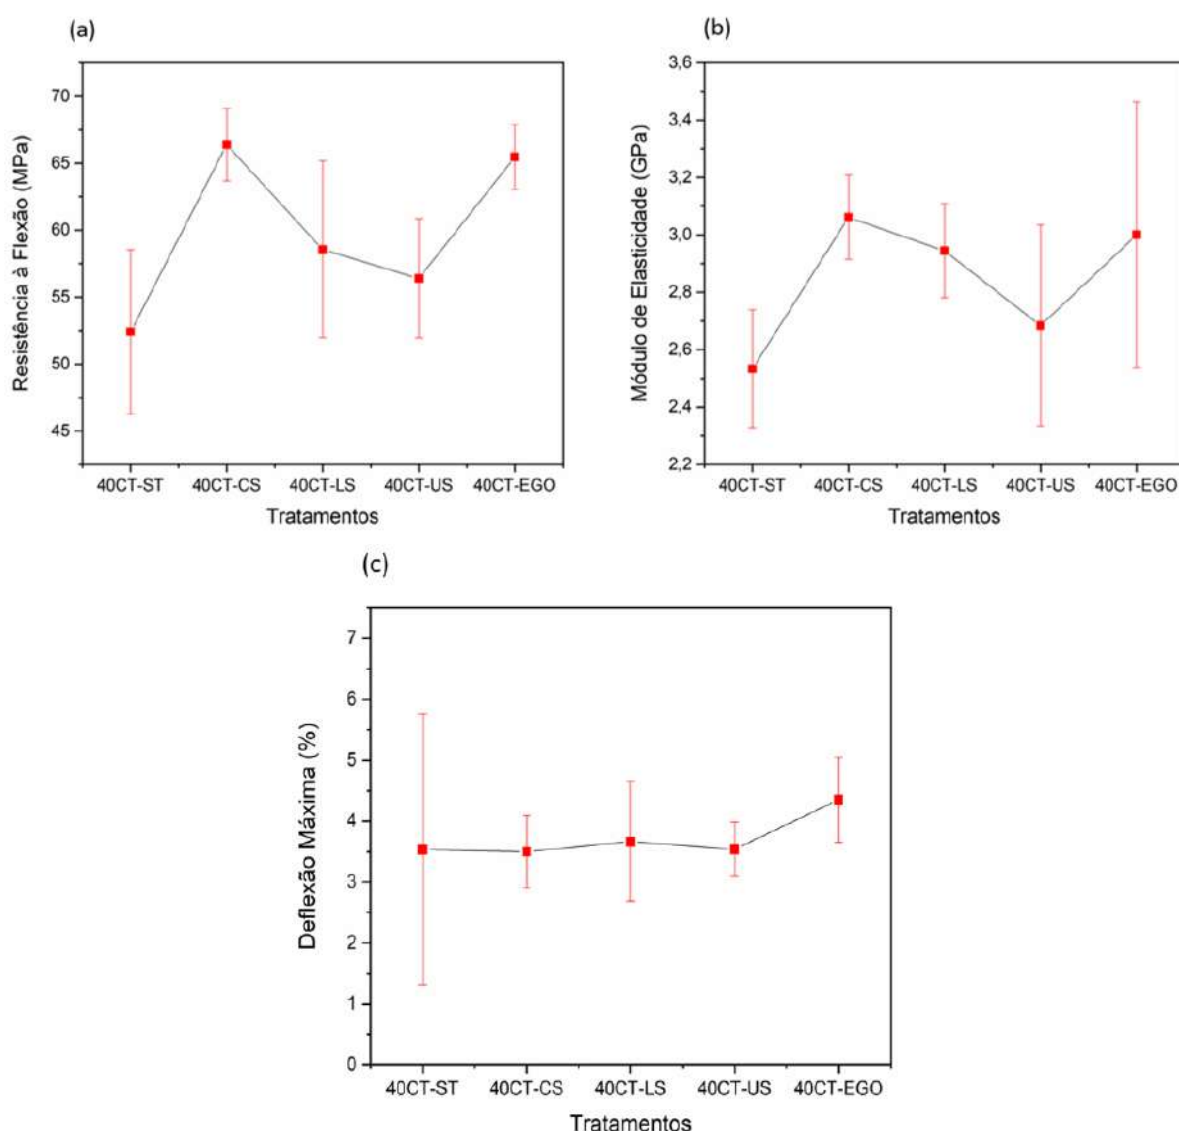 (a)
Resistência à Flexão (MPa)
70
65
60
55
50
45
40CT-ST 40CT-CS 40CT-LS 40CT-US 40CT-EGO
Tratamentos
(b)
Módulo de Elasticidade (GPa)
3,6
3,4
3,2
3,0
2,8
2,6
2,4
2,2
40CT-ST 40CT-CS 40CT-LS 40CT-US 40CT-EGO
Tratamentos
(c)
Deflexão Máxima (%)
7
6
5
4
3
2
1
0
40CT-ST 40CT-CS 40CT-LS 40CT-US 40CT-EGO
Tratamentos